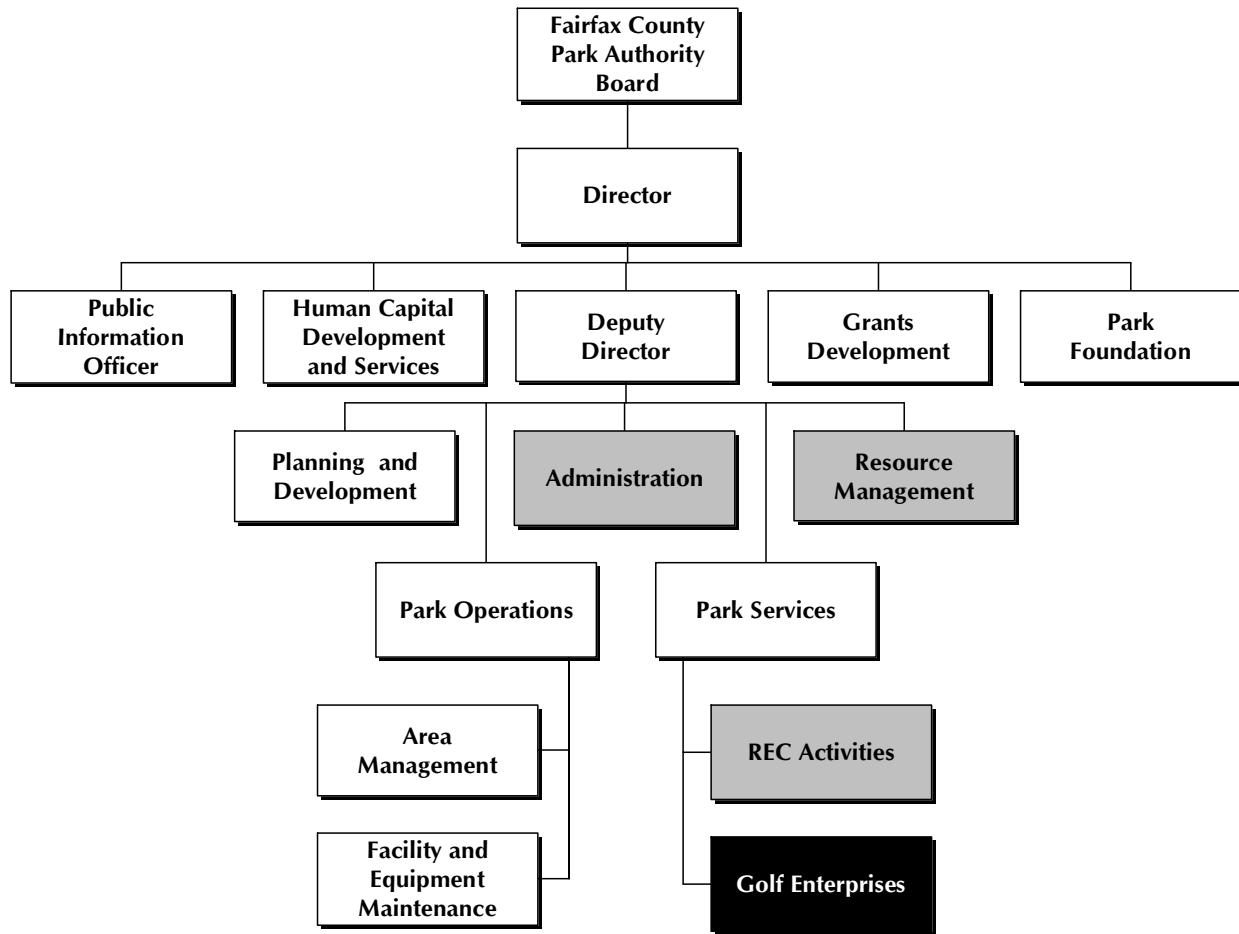 Fairfax County
Park Authority
Board
Director
Public
Information
Officer
Human Capital
Development
and Services
Deputy
Director
Grants
Development
Park
Foundation
Planning and
Development
Administration
Resource
Management
Park Operations
Park Services
Area
Management
REC Activities
Facility and
Equipment
Maintenance
Golf Enterprises